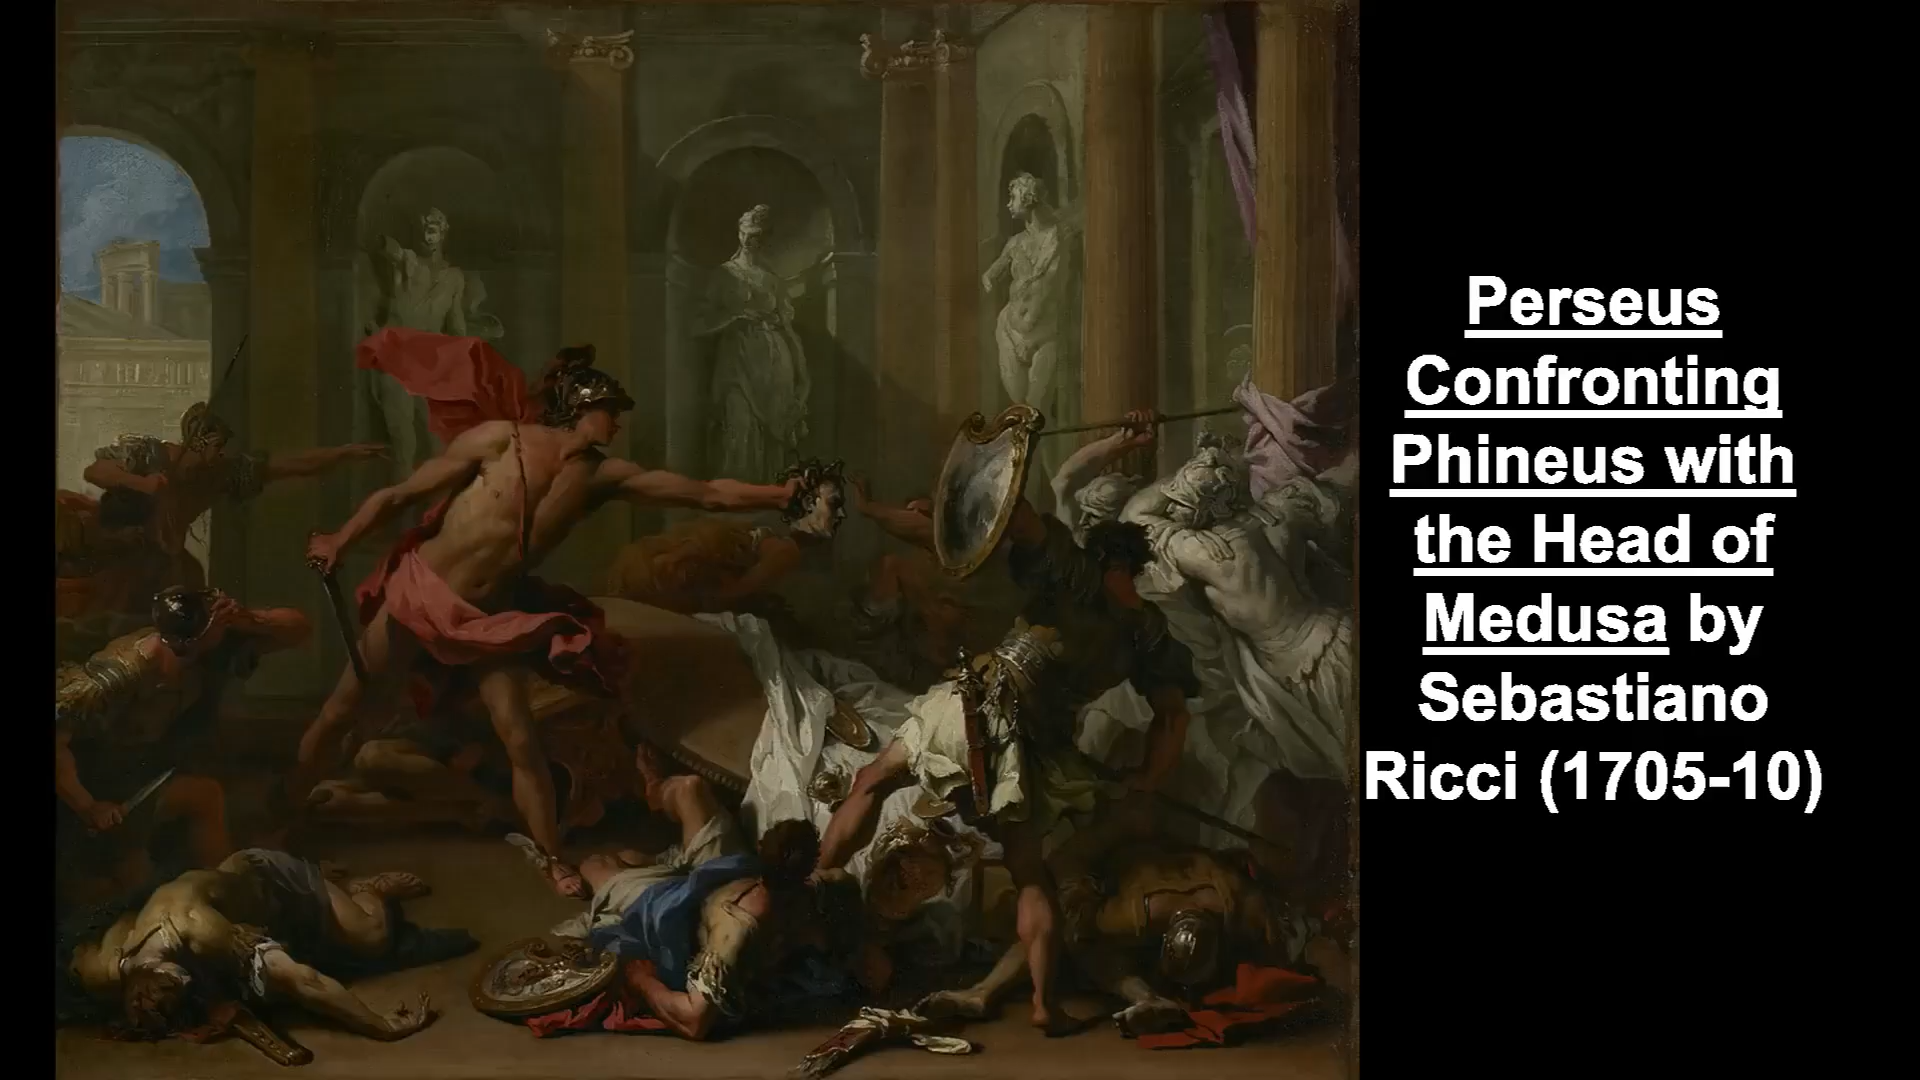 Perseus
Confronting
Phineus with
the Head of
Medusa by
Sebastiano
Ricci (1705-10)